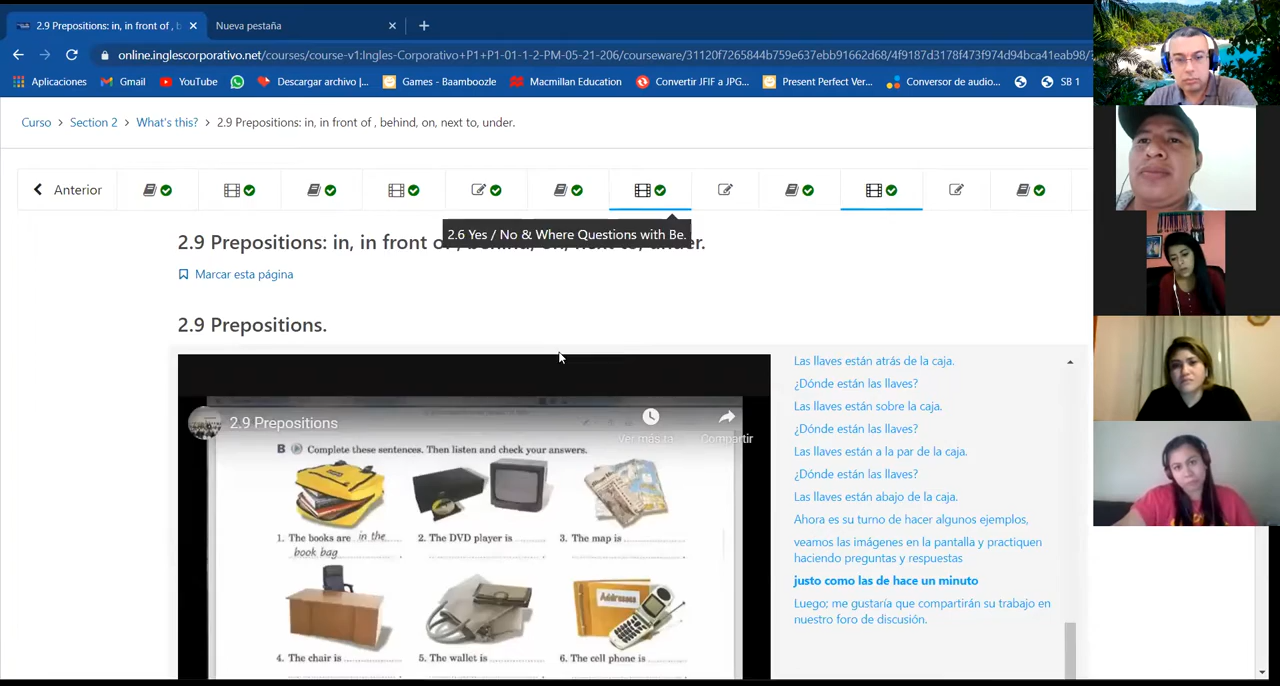 2.9 Prepositions: in, in front of , b
Nueva pestaña
online.inglescorporativo.net/courses/course-v1:Ingles-Corporativo+P1+P1-01-1-2-PM-05-21-206/courseware/31120f7265844b759e637ebb91662d68/4f9187d3178f473f974d94bca41eab98/
Aplicaciones
Gmail
YouTube
Descargar archivo |...
Games - Baamboozle
Macmillan Education
Convertir JFIF a JPG...
Present Perfect Ver...
Conversor de audio...
SB 1
Curso > Section 2 > What's this? > 2.9 Prepositions: in, in front of , behind, on, next to, under.
Anterior
2.6 Yes / No & Where Questions with Be.
2.9 Prepositions: in, in front of , behind, on, next to, under.
Marcar esta página
2.9 Prepositions.
2.9 Prepositions
Ver más ta
Compartir
B Complete these sentences. Then listen and check your answers.
1. The books are in the
book bag
2. The DVD player is
3. The map is
Addresses
4. The chair is
5. The wallet is
6. The cell phone is
Las llaves están atrás de la caja.
¿Dónde están las llaves?
Las llaves están sobre la caja.
¿Dónde están las llaves?
Las llaves están a la par de la caja.
¿Dónde están las llaves?
Las llaves están abajo de la caja.
Ahora es su turno de hacer algunos ejemplos,
veamos las imágenes en la pantalla y practiquen
haciendo preguntas y respuestas
justo como las de hace un minuto
Luego; me gustaría que compartirán su trabajo en
nuestro foro de discusión.